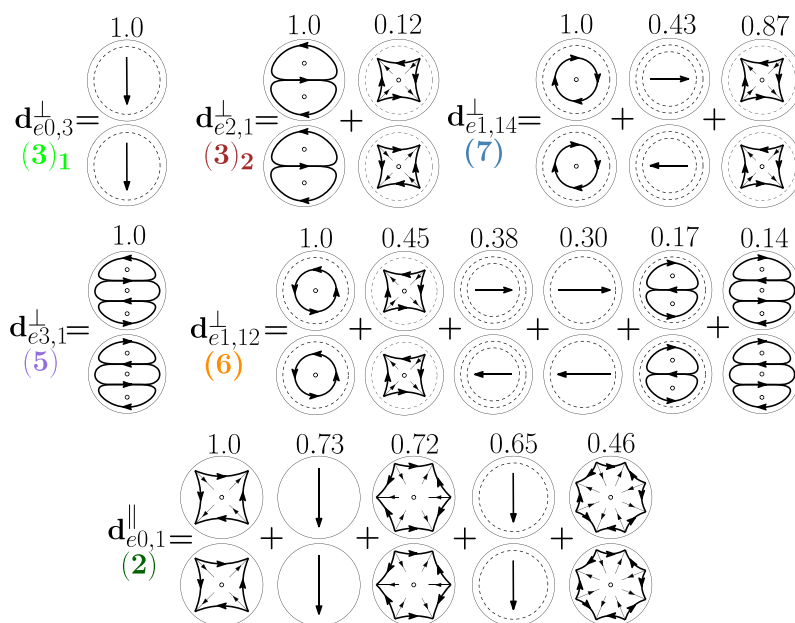 1.0 1.0 0.12 1.0 0.43 0.87
d⊥e0,3= d⊥e2,1= + d⊥e1,14= + +
(3)1 (3)2 (7)
1.0 1.0 0.45 0.38 0.30 0.17 0.14
d⊥e3,1= d⊥e1,12= + + + + +
(5) (6)
1.0 0.73 0.72 0.65 0.46
d∥e0,1= + + + +
(2)